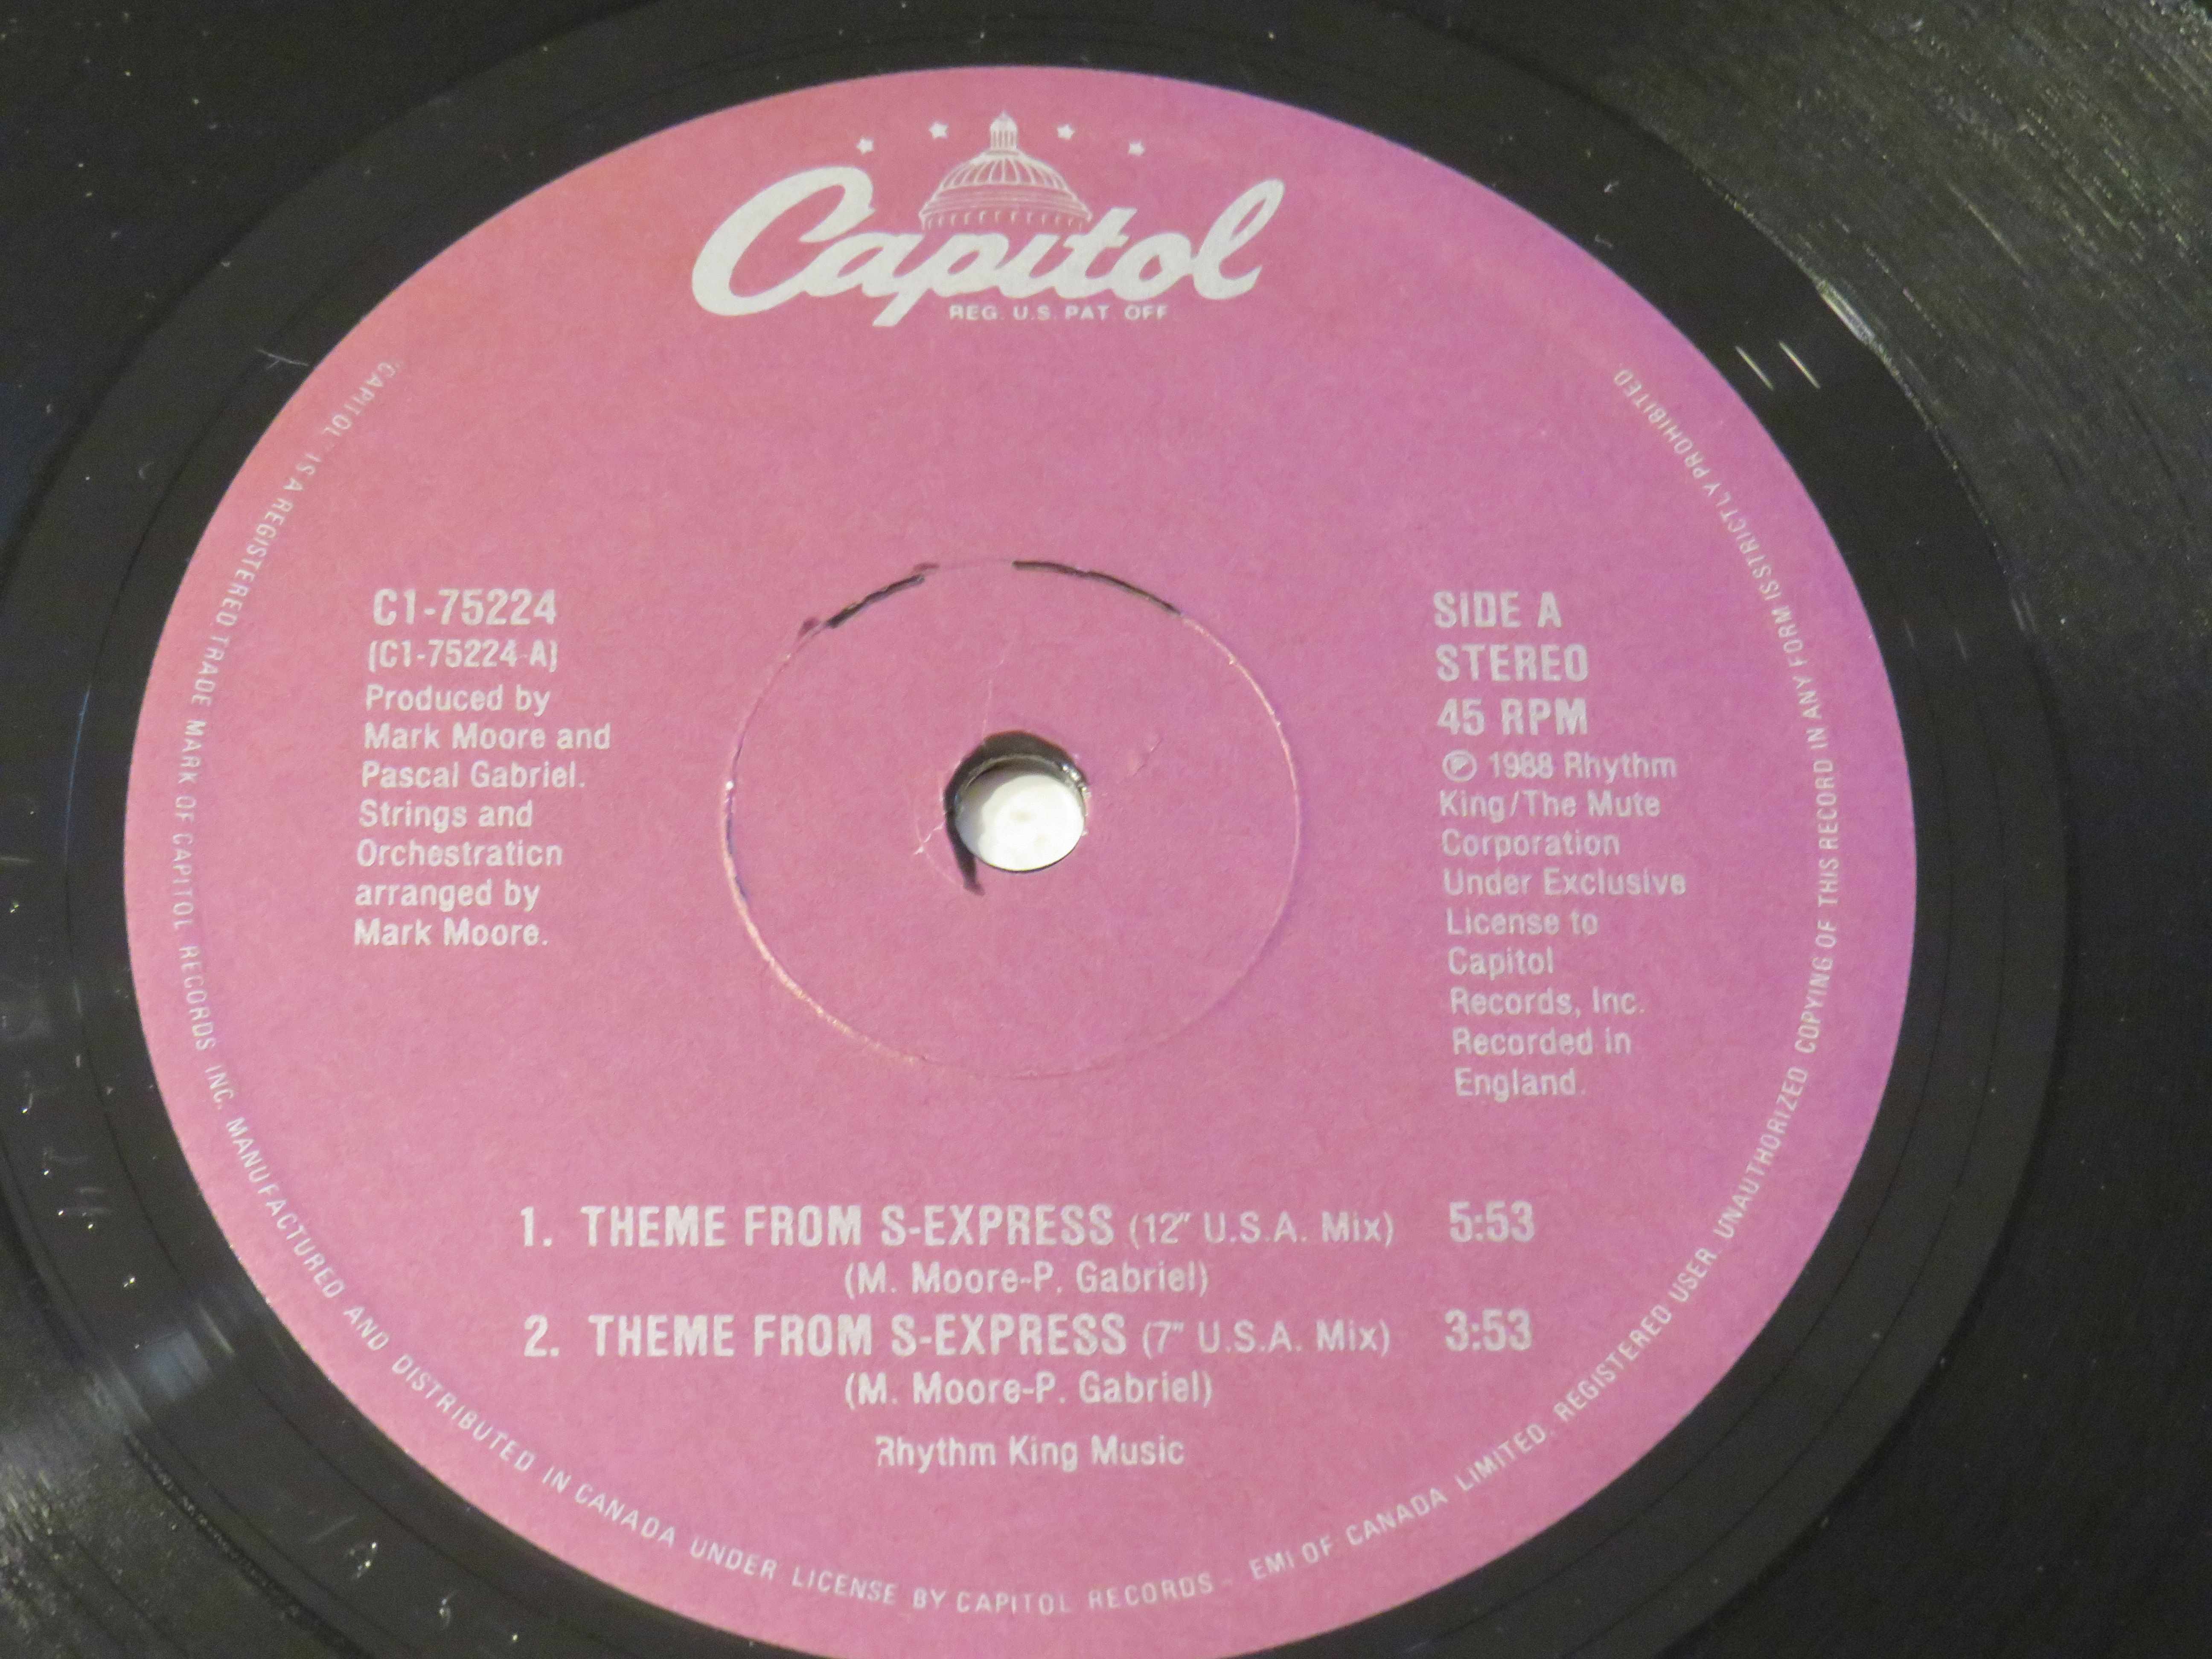 Capitol
REG. U.S. PAT. OFF.
C1-75224
(C1-75224-A)
Produced by
Mark Moore and
Pascal Gabriel.
Strings and
Orchestration
arranged by
Mark Moore.
SIDE A
STEREO
45 RPM
℗ 1988 Rhythm
King/The Mute
Corporation
Under Exclusive
License to
Capitol
Records, Inc.
Recorded in
England.
1. THEME FROM S-EXPRESS (12" U.S.A. Mix) 5:53
(M. Moore-P. Gabriel)
2. THEME FROM S-EXPRESS (7" U.S.A. Mix) 3:53
(M. Moore-P. Gabriel)
Rhythm King Music
"CAPITOL" IS A REGISTERED TRADE MARK OF CAPITOL RECORDS INC. MANUFACTURED AND DISTRIBUTED IN CANADA UNDER LICENSE BY CAPITOL RECORDS - EMI OF CANADA LIMITED, REGISTERED USER. UNAUTHORIZED COPYING OF THIS RECORD IN ANY FORM IS STRICTLY PROHIBITED.